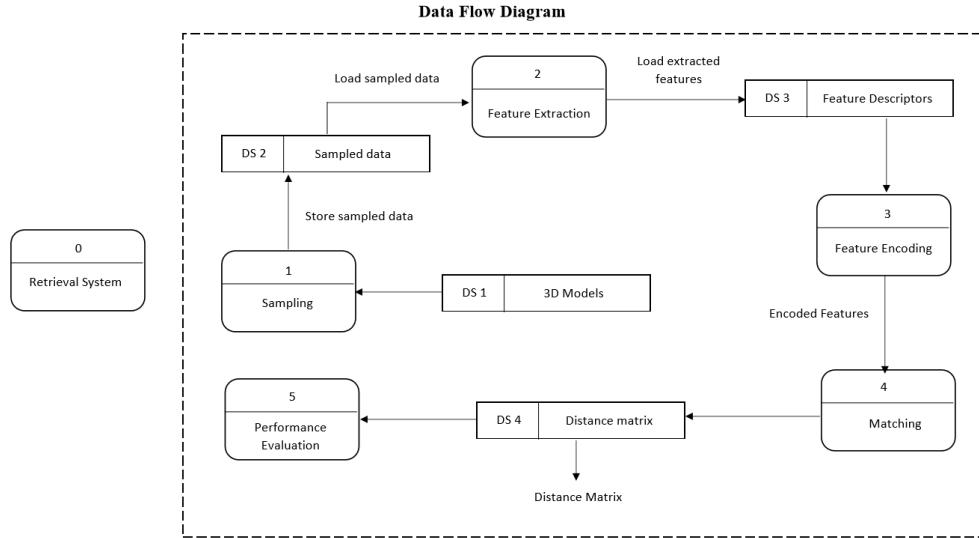 Data Flow Diagram
2
Feature Extraction
Load sampled data
Load extracted
features
DS 3
Feature Descriptors
DS 2
Sampled data
Store sampled data
3
Feature Encoding
0
Retrieval System
1
Sampling
DS 1
3D Models
Encoded Features
4
Matching
5
Performance
Evaluation
DS 4
Distance matrix
Distance Matrix